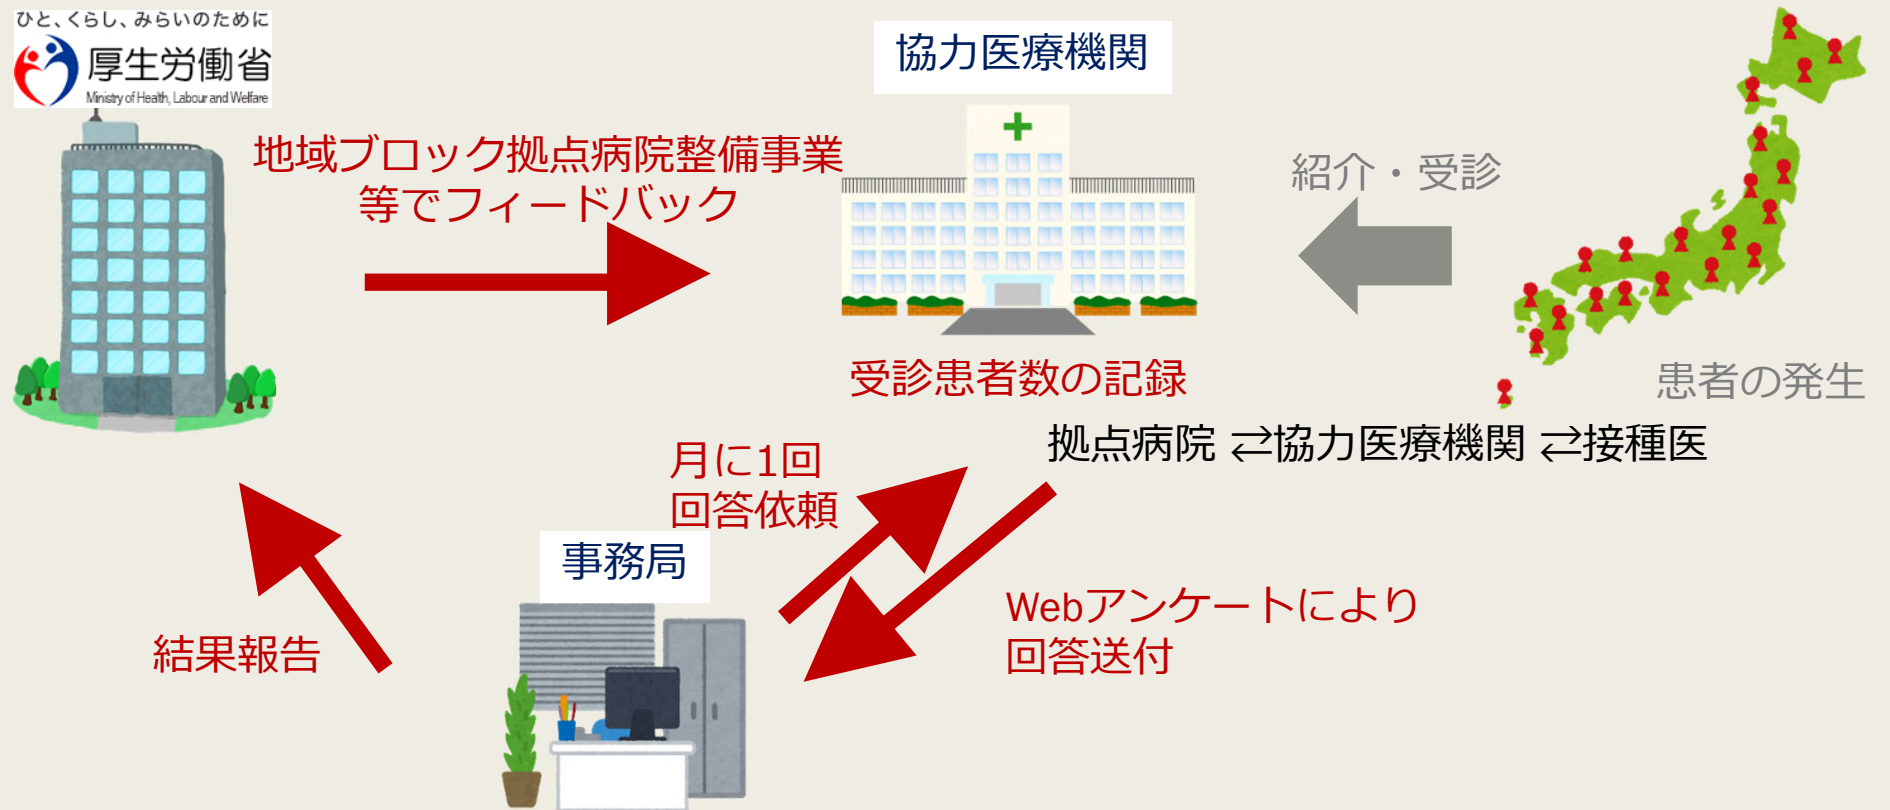 ひと、くらし、みらいのために
厚生労働省
Ministry of Health, Labour and Welfare
協力医療機関
地域ブロック拠点病院整備事業
等でフィードバック
紹介・受診
受診患者数の記録
患者の発生
拠点病院 ⇄協力医療機関 ⇄接種医
月に1回
回答依頼
事務局
Webアンケートにより
回答送付
結果報告